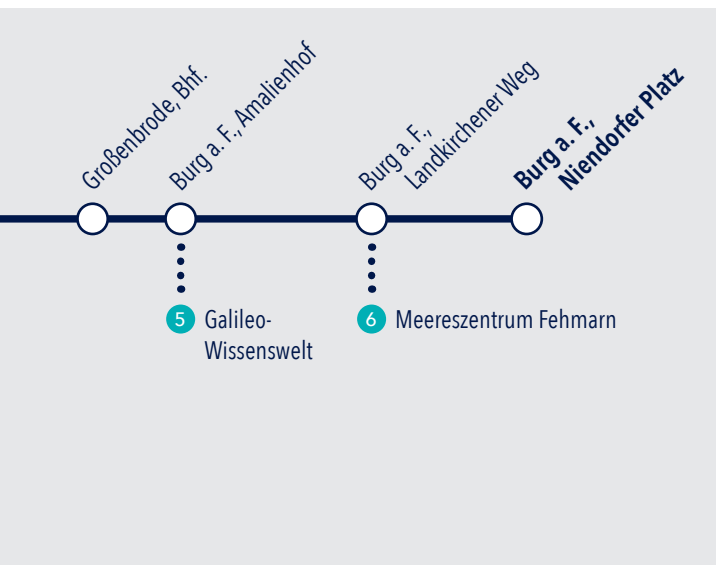 Großenbrode, Bhf.
Burg a. F., Amalienhof
Burg a. F.,
Landkirchener Weg
Burg a. F.,
Niendorfer Platz
5 Galileo-
Wissenswelt
6 Meereszentrum Fehmarn